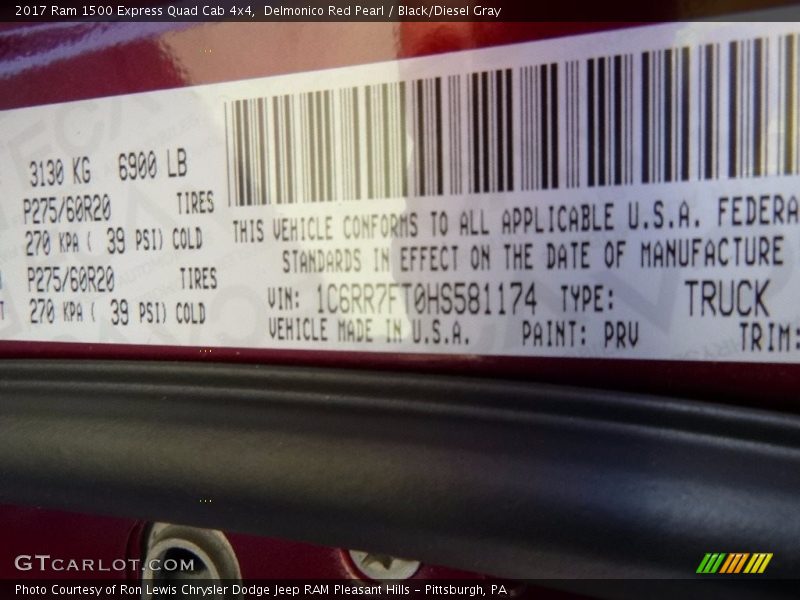 2017 Ram 1500 Express Quad Cab 4x4,  Delmonico Red Pearl / Black/Diesel Gray
3130 KG 6900 LB
P275/60R20 TIRES
270 KPA ( 39 PSI) COLD
P275/60R20 TIRES
270 KPA ( 39 PSI) COLD
THIS VEHICLE CONFORMS TO ALL APPLICABLE U.S.A. FEDERA
STANDARDS IN EFFECT ON THE DATE OF MANUFACTURE
VIN: 1C6RR7FT0HS581174 TYPE: TRUCK
VEHICLE MADE IN U.S.A. PAINT: PRV TRIM:
GTCARLOT.COM
Photo Courtesy of Ron Lewis Chrysler Dodge Jeep RAM Pleasant Hills - Pittsburgh, PA